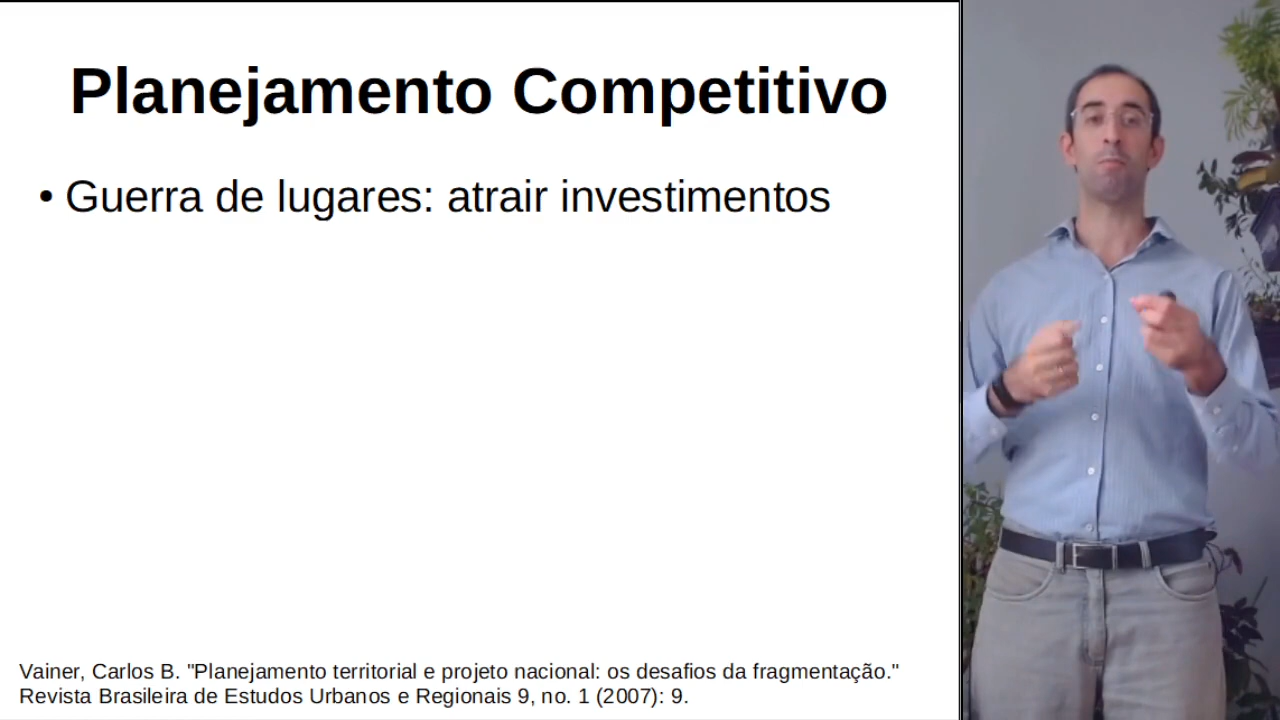 Planejamento Competitivo
• Guerra de lugares: atrair investimentos
Vainer, Carlos B. "Planejamento territorial e projeto nacional: os desafios da fragmentação."
Revista Brasileira de Estudos Urbanos e Regionais 9, no. 1 (2007): 9.